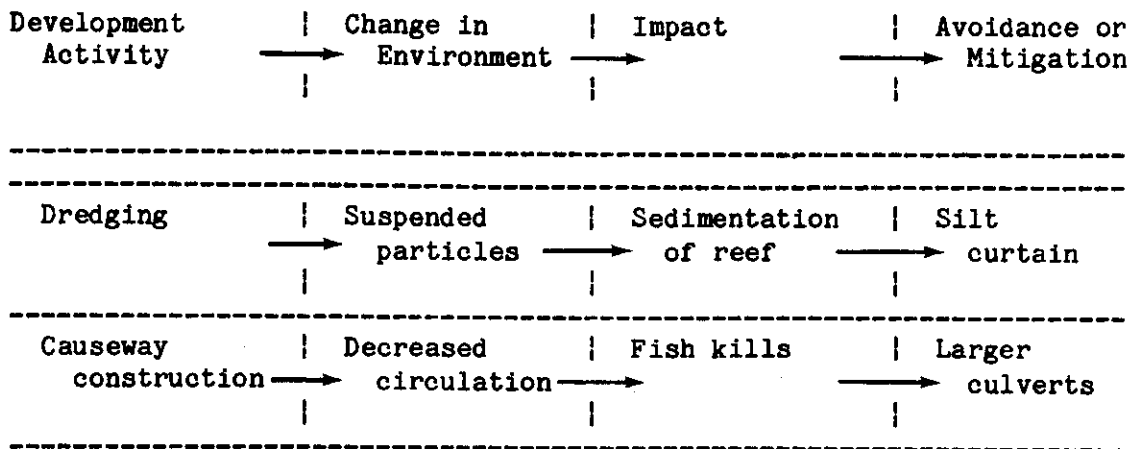 Development | Change in | Impact | Avoidance or
Activity → Environment → → Mitigation
Dredging | Suspended | Sedimentation | Silt
→ particles → of reef → curtain
Causeway | Decreased | Fish kills | Larger
construction → circulation → → culverts